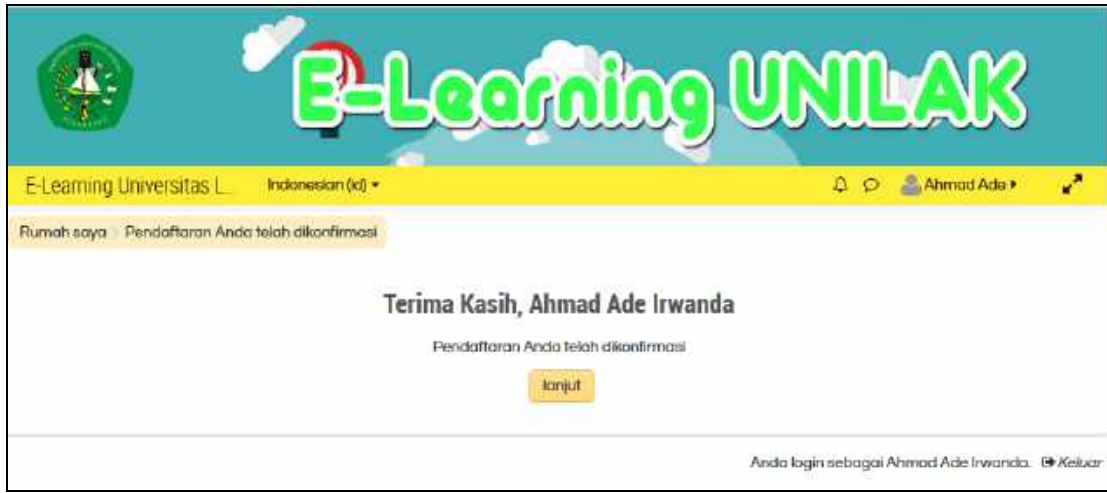 E-Learning UNILAK
E-Learning Universitas L... Indonesian (id) Ahmad Ade
Rumah saya Pendaftaran Anda telah dikonfirmasi
Terima Kasih, Ahmad Ade Irwanda
Pendaftaran Anda telah dikonfirmasi
lanjut
Anda login sebagai Ahmad Ade Irwanda. Keluar